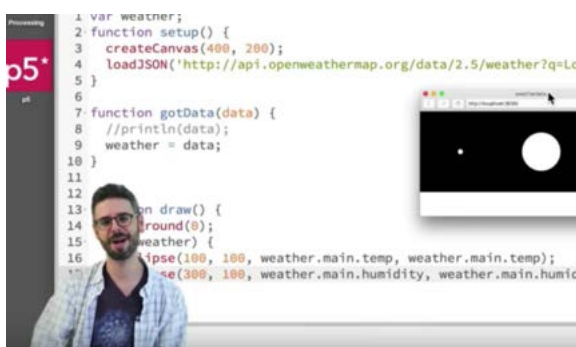 Processing
p5*
p5
1 var weather;
2 function setup() {
3 createCanvas(400, 200);
4 loadJSON('http://api.openweathermap.org/data/2.5/weather?q=Lo
5 }
6
7 function gotData(data) {
8 //println(data);
9 weather = data;
10 }
11
12
13 on draw() {
14 round(0);
15 weather) {
16 ipse(100, 100, weather.main.temp, weather.main.temp);
se(300, 100, weather.main.humidity, weather.main.humid